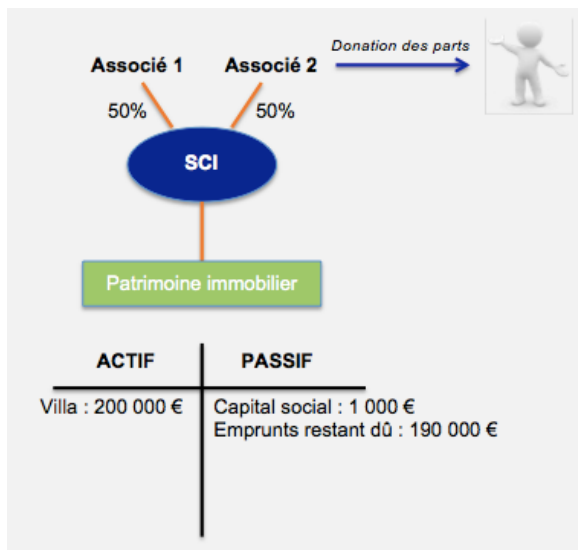 Donation des parts
Associé 1
Associé 2
50%
50%
SCI
Patrimoine immobilier
ACTIF
PASSIF
Villa : 200 000 €
Capital social : 1 000 €
Emprunts restant dû : 190 000 €